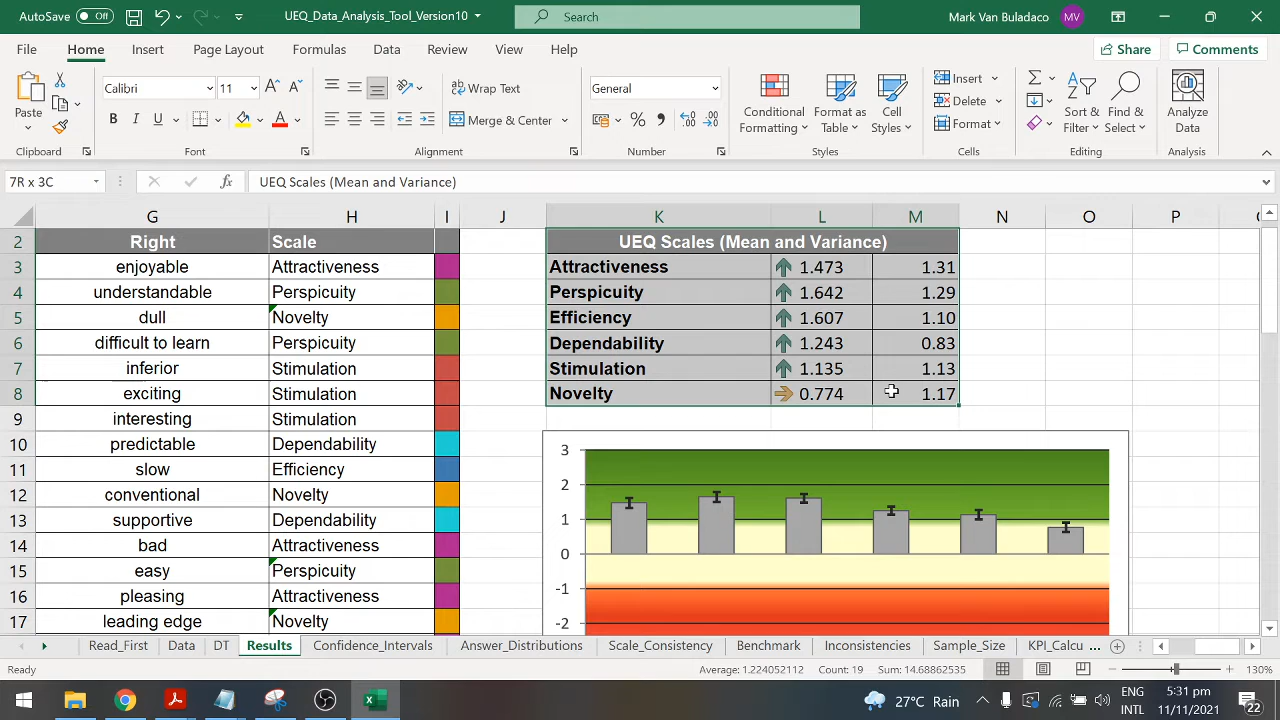 AutoSave Off UEQ_Data_Analysis_Tool_Version10 Search Mark Van Buladaco MV
File Home Insert Page Layout Formulas Data Review View Help Share Comments
Paste Calibri 11 A A Wrap Text General Conditional Formatting Format as Table Cell Styles Insert Sort & Filter Find & Select Analyze Data
B I U A Merge & Center % Delete Format
Clipboard Font Alignment Number Styles Cells Editing Analysis
7R x 3C fx UEQ Scales (Mean and Variance)
G H I J K L M N O P
2 Right Scale UEQ Scales (Mean and Variance)
3 enjoyable Attractiveness Attractiveness 1.473 1.31
4 understandable Perspicuity Perspicuity 1.642 1.29
5 dull Novelty Efficiency 1.607 1.10
6 difficult to learn Perspicuity Dependability 1.243 0.83
7 inferior Stimulation Stimulation 1.135 1.13
8 exciting Stimulation Novelty 0.774 1.17
9 interesting Stimulation
10 predictable Dependability 3
11 slow Efficiency 2
12 conventional Novelty
13 supportive Dependability 1
14 bad Attractiveness 0
15 easy Perspicuity
16 pleasing Attractiveness -1
17 leading edge Novelty -2
Read_First Data DT Results Confidence_Intervals Answer_Distributions Scale_Consistency Benchmark Inconsistencies Sample_Size KPI_Calcu ...
Ready Average: 1.224052112 Count: 19 Sum: 14.68862535 130%
27°C Rain ENG INTL 5:31 pm 11/11/2021 22